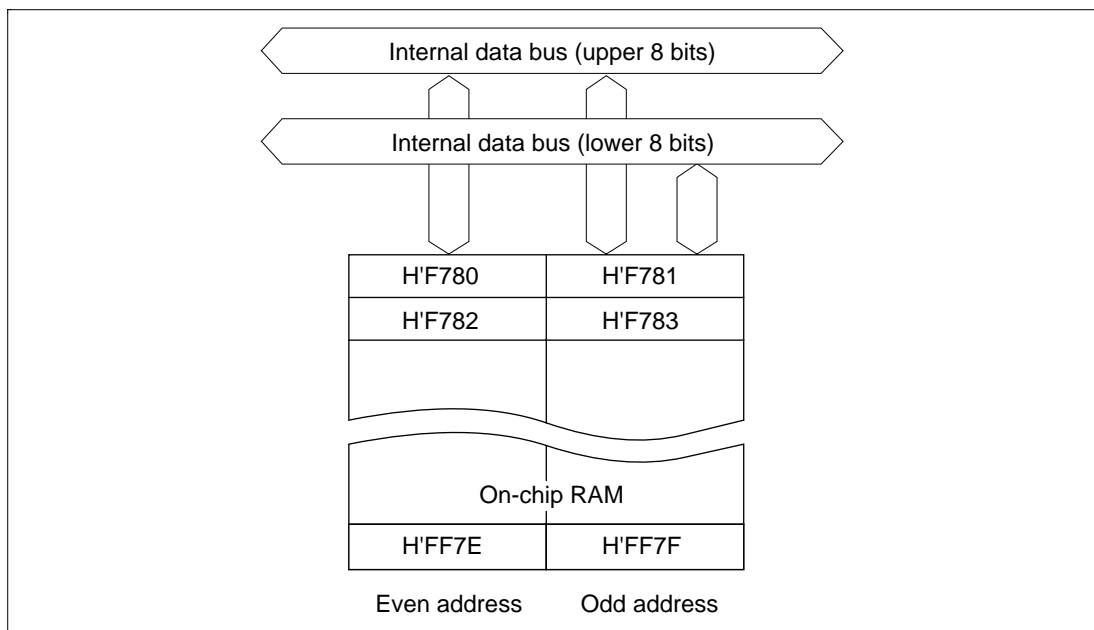 Internal data bus (upper 8 bits)
Internal data bus (lower 8 bits)
H'F780 H'F781
H'F782 H'F783
On-chip RAM
H'FF7E H'FF7F
Even address Odd address